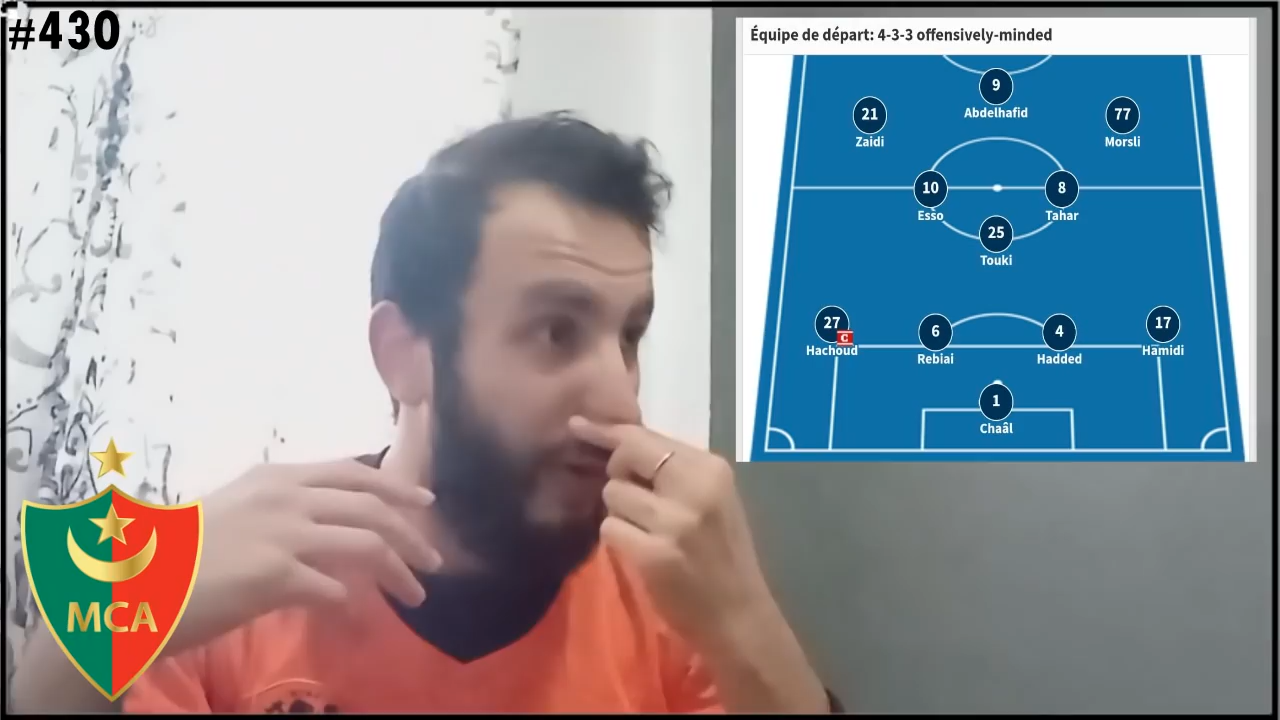 #430
Équipe de départ: 4-3-3 offensively-minded
9
Abdelhafid
21
Zaidi
77
Morsli
10
Esso
8
Tahar
25
Touki
27
C
Hachoud
6
Rebiai
4
Hadded
17
Hamidi
1
Chaâl
MCA